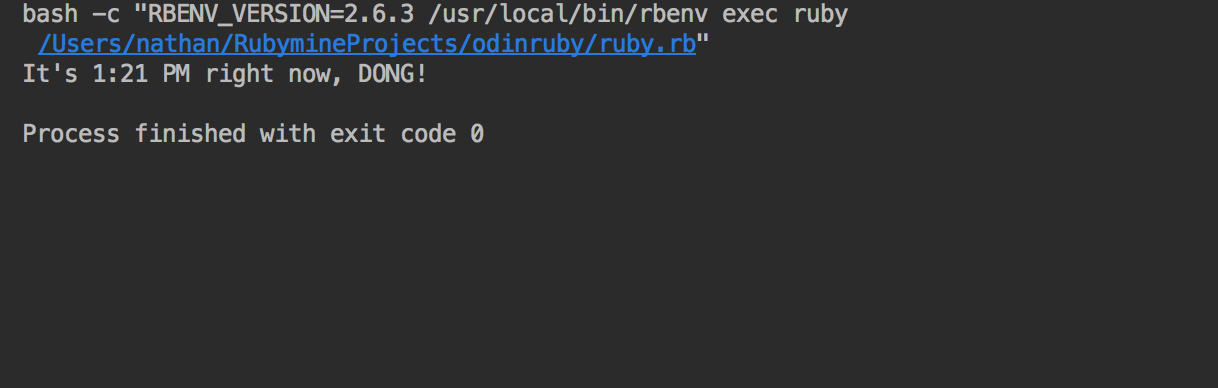 bash -c "RBENV_VERSION=2.6.3 /usr/local/bin/rbenv exec ruby
/Users/nathan/RubymineProjects/odinruby/ruby.rb"
It's 1:21 PM right now, DONG!
Process finished with exit code 0